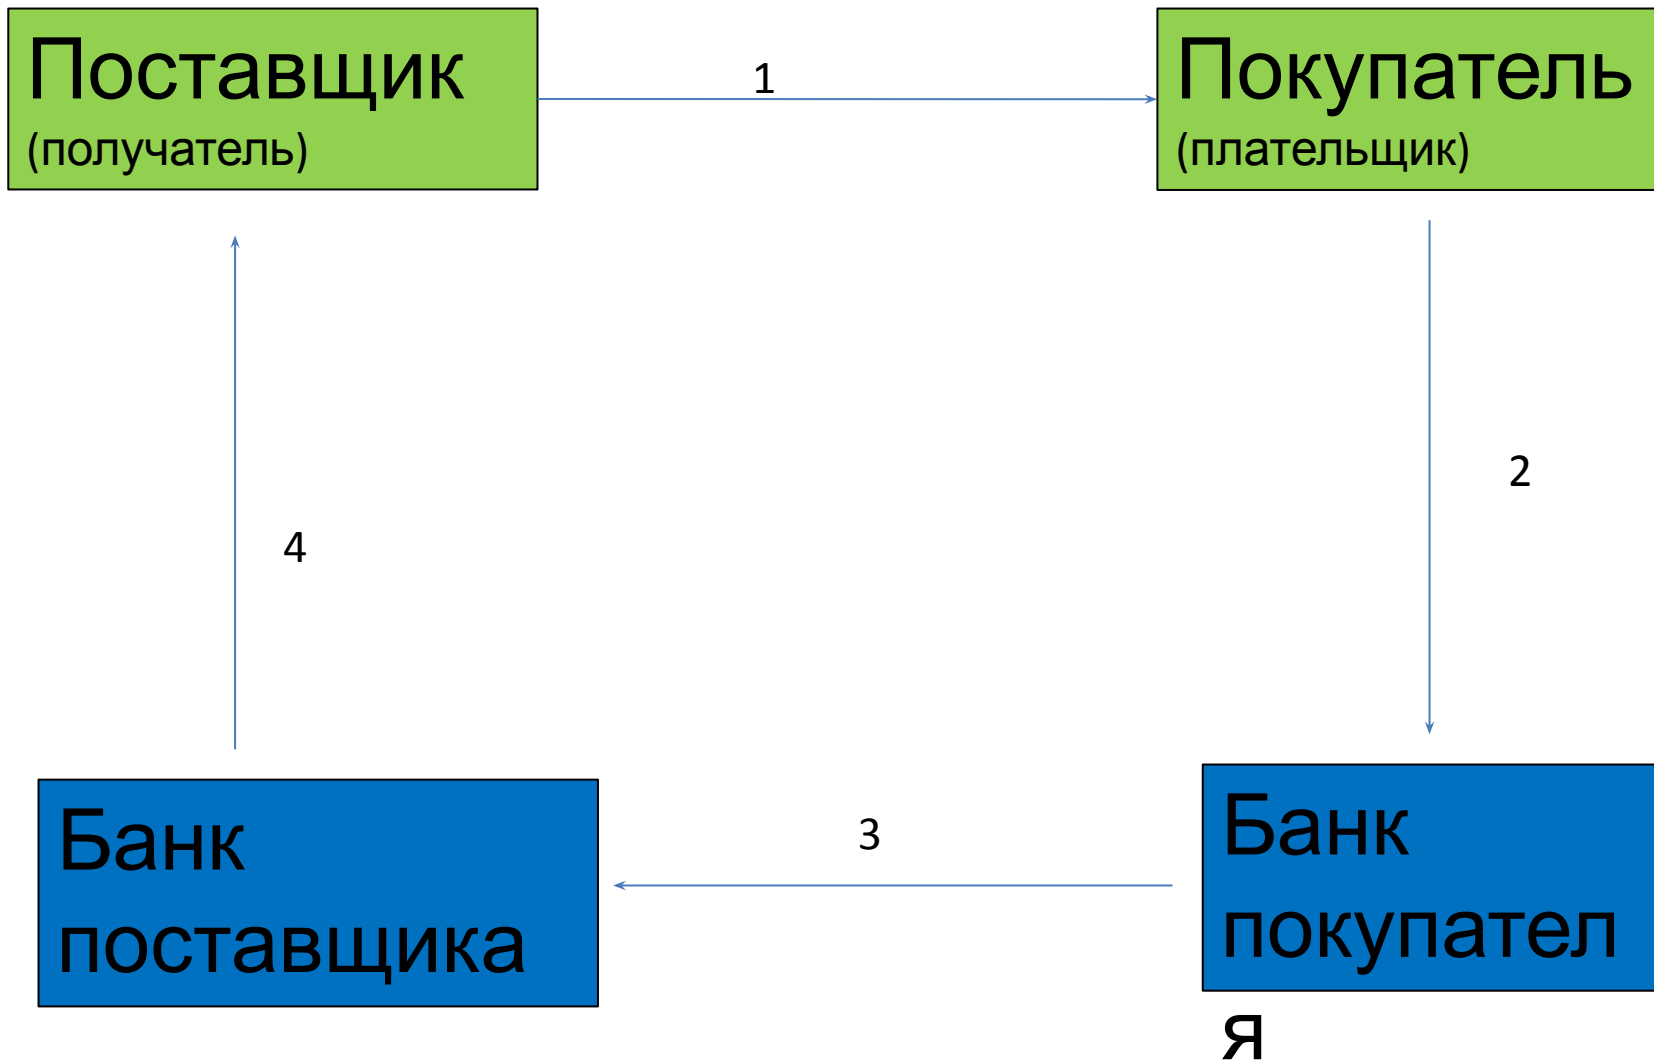 Поставщик
(получатель)
1
Покупатель
(плательщик)
2
4
3
Банк
поставщика
Банк
покупател
я